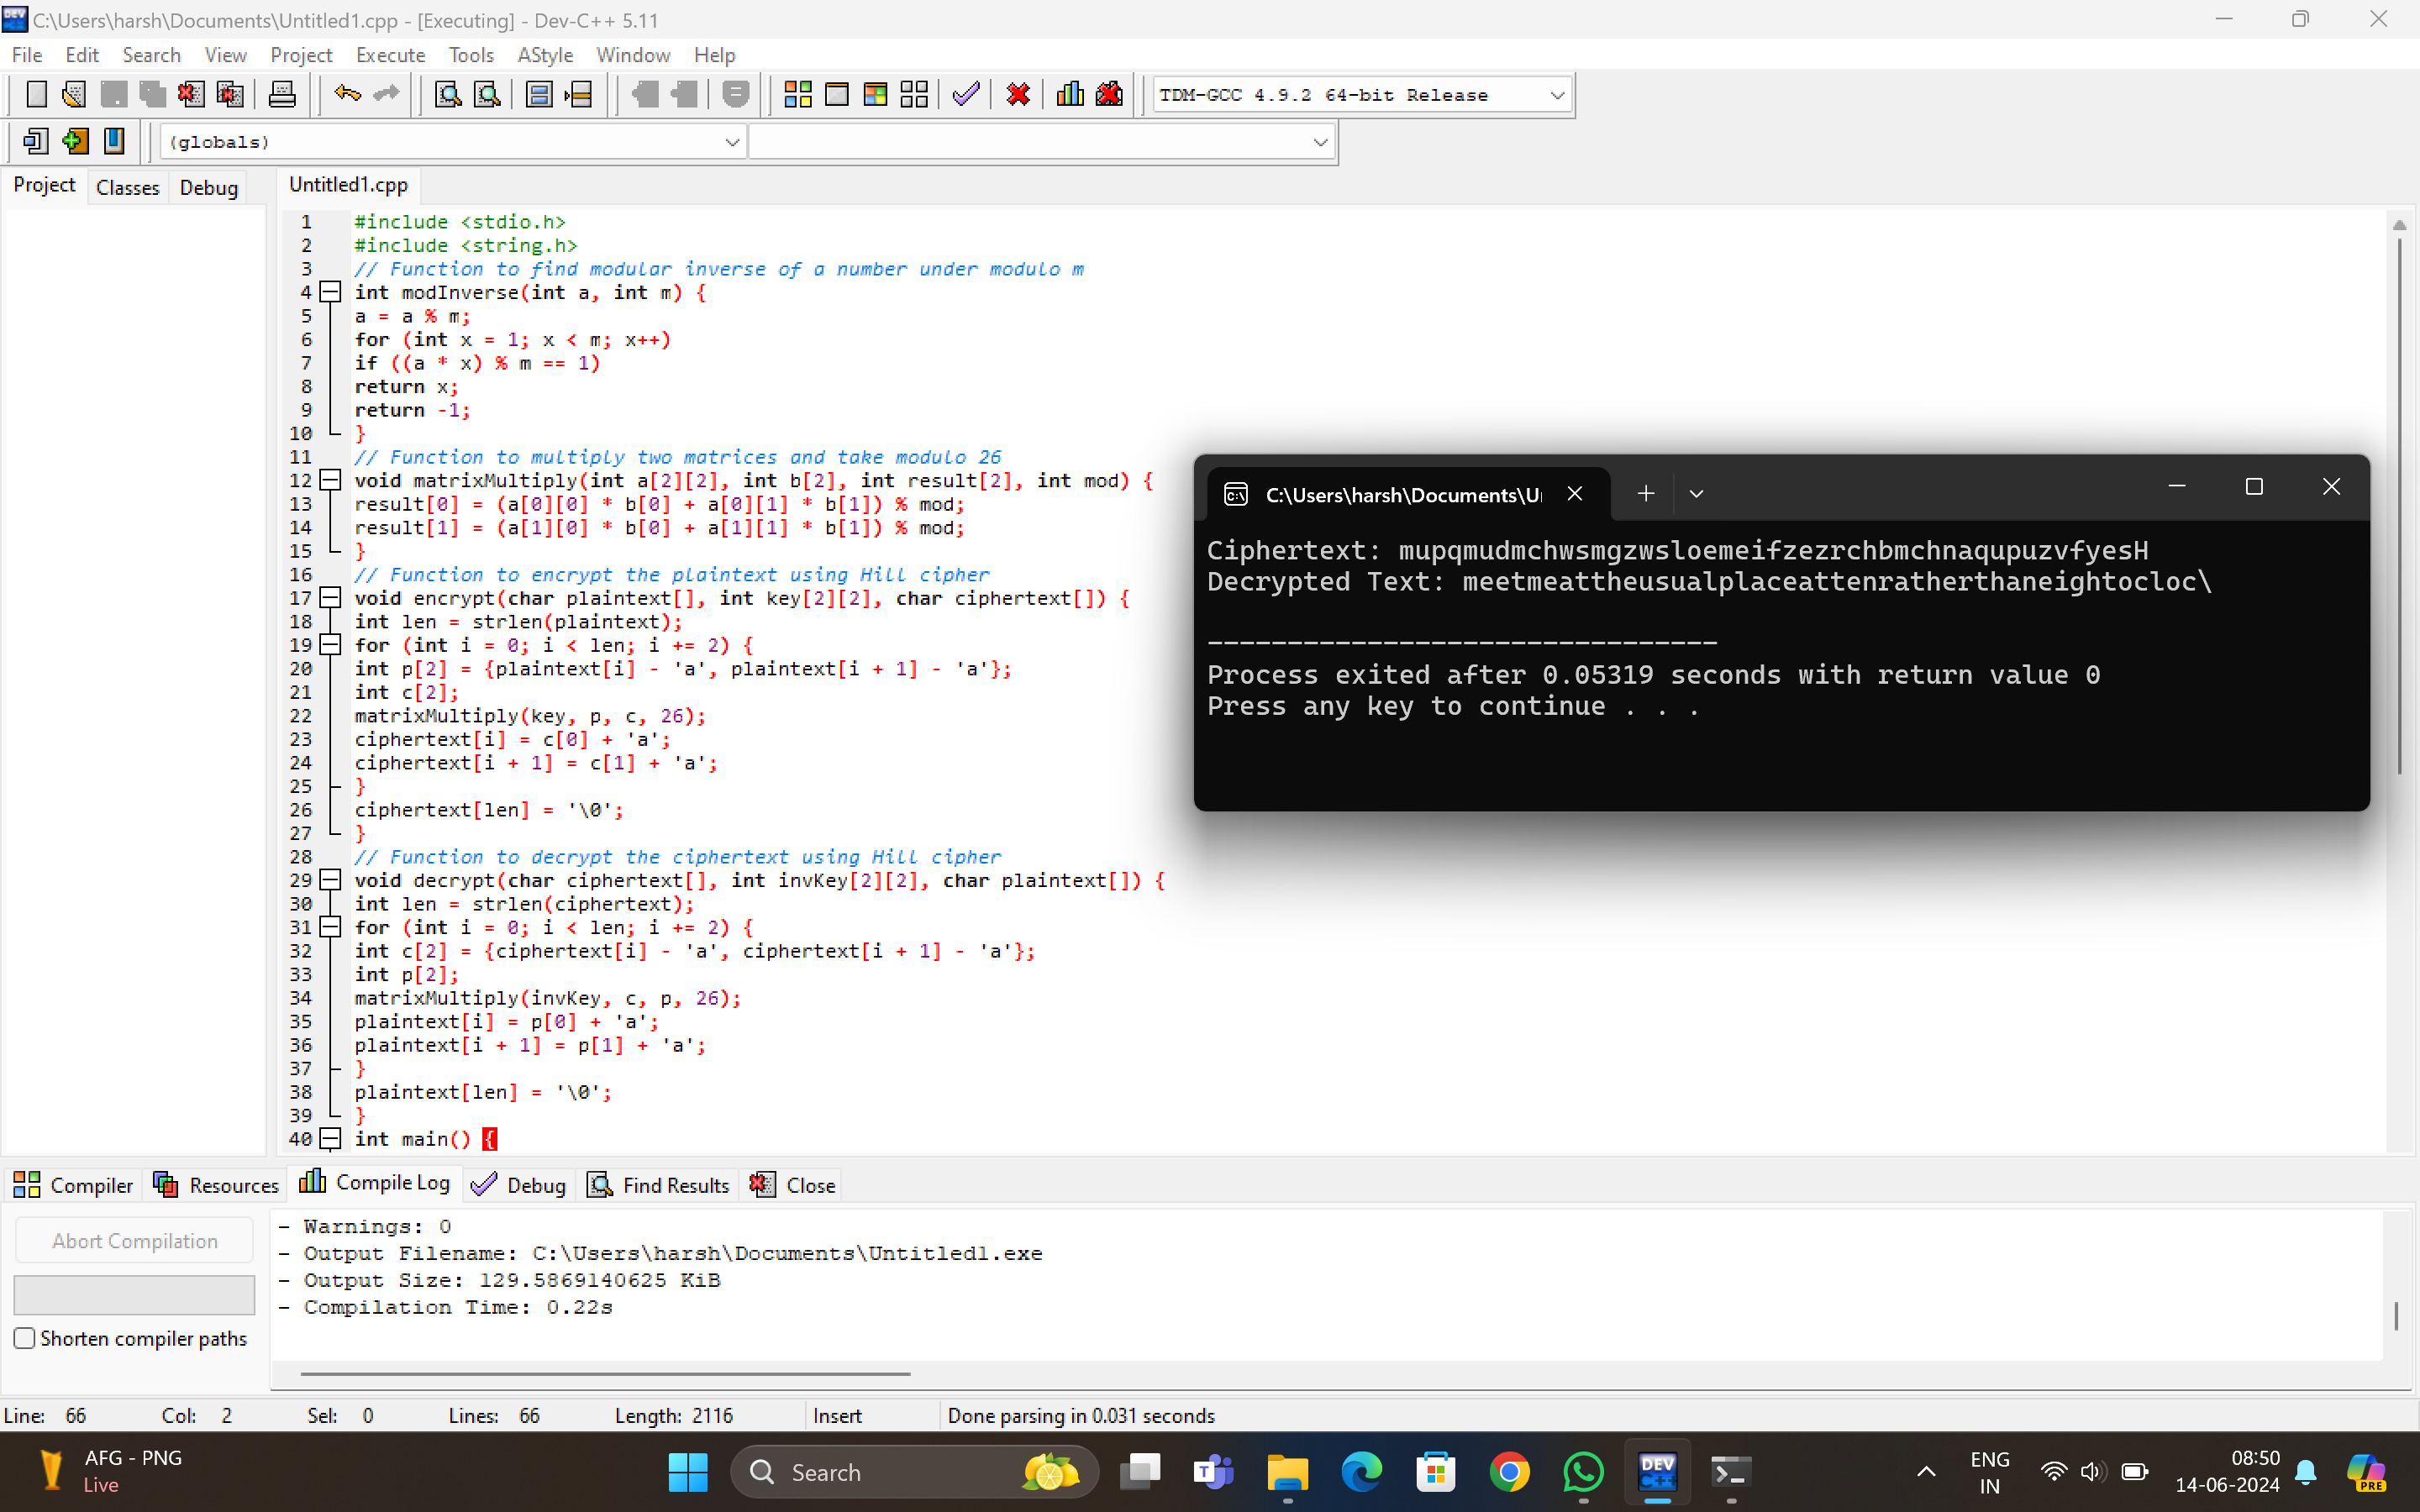 C:\Users\harsh\Documents\Untitled1.cpp - [Executing] - Dev-C++ 5.11
File Edit Search View Project Execute Tools AStyle Window Help
TDM-GCC 4.9.2 64-bit Release
(globals)
Project Classes Debug
Untitled1.cpp
1 #include <stdio.h>
2 #include <string.h>
3 // Function to find modular inverse of a number under modulo m
4 int modInverse(int a, int m) {
5 a = a % m;
6 for (int x = 1; x < m; x++)
7 if ((a * x) % m == 1)
8 return x;
9 return -1;
10 }
11 // Function to multiply two matrices and take modulo 26
12 void matrixMultiply(int a[2][2], int b[2], int result[2], int mod) {
13 result[0] = (a[0][0] * b[0] + a[0][1] * b[1]) % mod;
14 result[1] = (a[1][0] * b[0] + a[1][1] * b[1]) % mod;
15 }
16 // Function to encrypt the plaintext using Hill cipher
17 void encrypt(char plaintext[], int key[2][2], char ciphertext[]) {
18 int len = strlen(plaintext);
19 for (int i = 0; i < len; i += 2) {
20 int p[2] = {plaintext[i] - 'a', plaintext[i + 1] - 'a'};
21 int c[2];
22 matrixMultiply(key, p, c, 26);
23 ciphertext[i] = c[0] + 'a';
24 ciphertext[i + 1] = c[1] + 'a';
25 }
26 ciphertext[len] = '\0';
27 }
28 // Function to decrypt the ciphertext using Hill cipher
29 void decrypt(char ciphertext[], int invKey[2][2], char plaintext[]) {
30 int len = strlen(ciphertext);
31 for (int i = 0; i < len; i += 2) {
32 int c[2] = {ciphertext[i] - 'a', ciphertext[i + 1] - 'a'};
33 int p[2];
34 matrixMultiply(invKey, c, p, 26);
35 plaintext[i] = p[0] + 'a';
36 plaintext[i + 1] = p[1] + 'a';
37 }
38 plaintext[len] = '\0';
39 }
40 int main() {
C:\Users\harsh\Documents\U
Ciphertext: mupqmudmchwsmgzwsloemeifzezrchbmchnaqupuzvfyesH
Decrypted Text: meetmeattheusualplaceattenratherthaneightocloc\
--------------------------------
Process exited after 0.05319 seconds with return value 0
Press any key to continue . . .
Compiler Resources Compile Log Debug Find Results Close
Abort Compilation
Shorten compiler paths
- Warnings: 0
- Output Filename: C:\Users\harsh\Documents\Untitled1.exe
- Output Size: 129.5869140625 KiB
- Compilation Time: 0.22s
Line: 66 Col: 2 Sel: 0 Lines: 66 Length: 2116 Insert Done parsing in 0.031 seconds
AFG - PNG
Live
Search
DEV C++
ENG
IN
08:50
14-06-2024
PRE